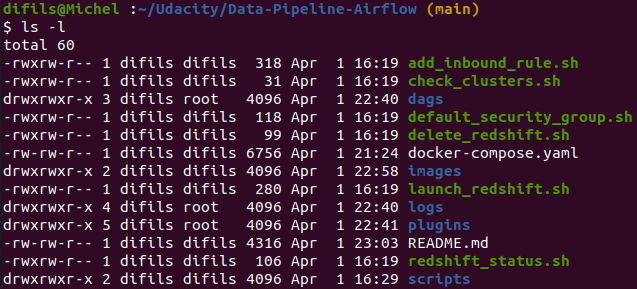 difils@Michel :~/Udacity/Data-Pipeline-Airflow (main)
$ ls -l
total 60
-rwxrw-r-- 1 difils difils  318 Apr  1 16:19 add_inbound_rule.sh
-rwxrw-r-- 1 difils difils   31 Apr  1 16:19 check_clusters.sh
drwxrwxr-x 3 difils root   4096 Apr  1 22:40 dags
-rwxrw-r-- 1 difils difils  118 Apr  1 16:19 default_security_group.sh
-rwxrw-r-- 1 difils difils   99 Apr  1 16:19 delete_redshift.sh
-rw-rw-r-- 1 difils difils 6756 Apr  1 21:24 docker-compose.yaml
drwxrwxr-x 2 difils difils 4096 Apr  1 22:58 images
-rwxrw-r-- 1 difils difils  280 Apr  1 16:19 launch_redshift.sh
drwxrwxr-x 4 difils root   4096 Apr  1 22:40 logs
drwxrwxr-x 5 difils root   4096 Apr  1 22:41 plugins
-rw-rw-r-- 1 difils difils 4316 Apr  1 23:03 README.md
-rwxrw-r-- 1 difils difils  106 Apr  1 16:19 redshift_status.sh
drwxrwxr-x 2 difils difils 4096 Apr  1 16:29 scripts